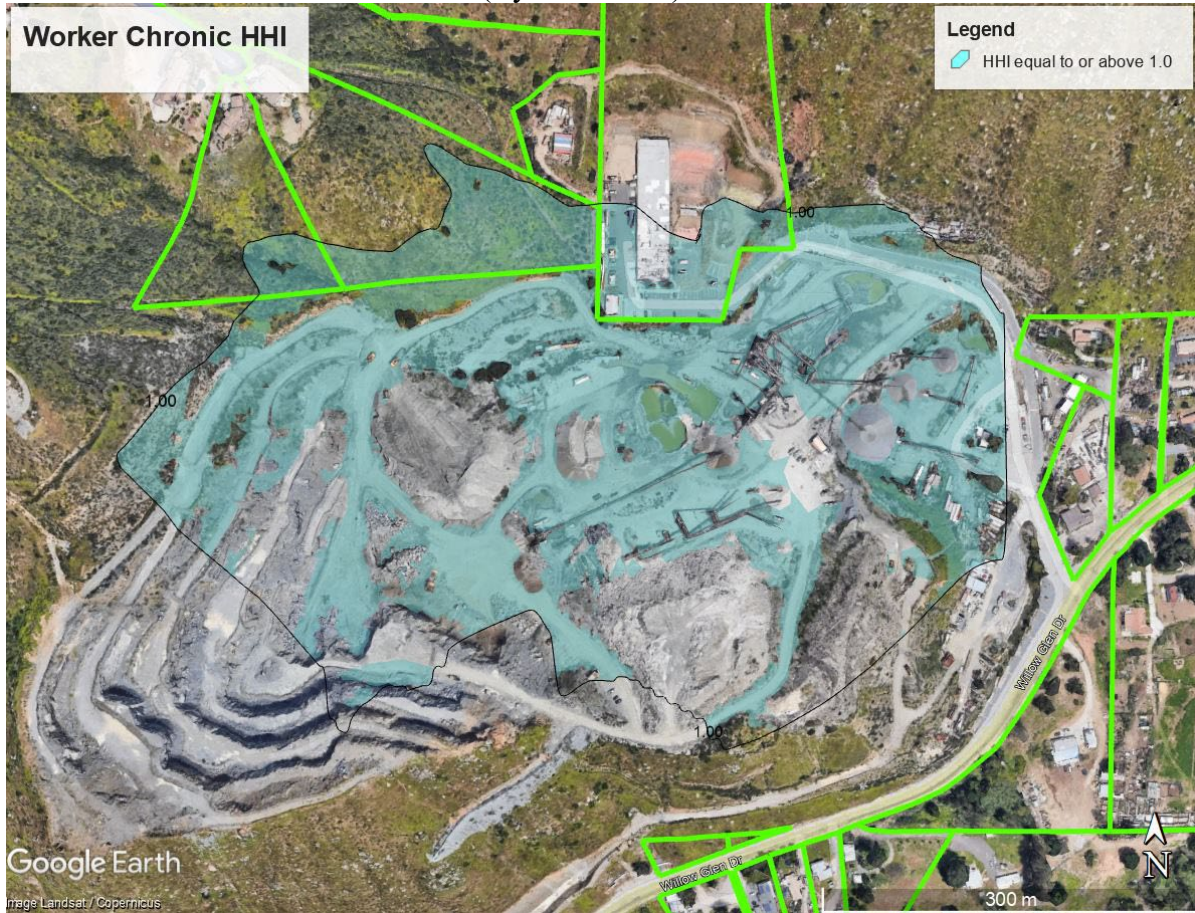 Worker Chronic HHI
Legend
HHI equal to or above 1.0
1.00
1.00
1.00
Willow Glen Dr
Willow Glen Dr
Google Earth
Image Landsat / Copernicus
N
300 m